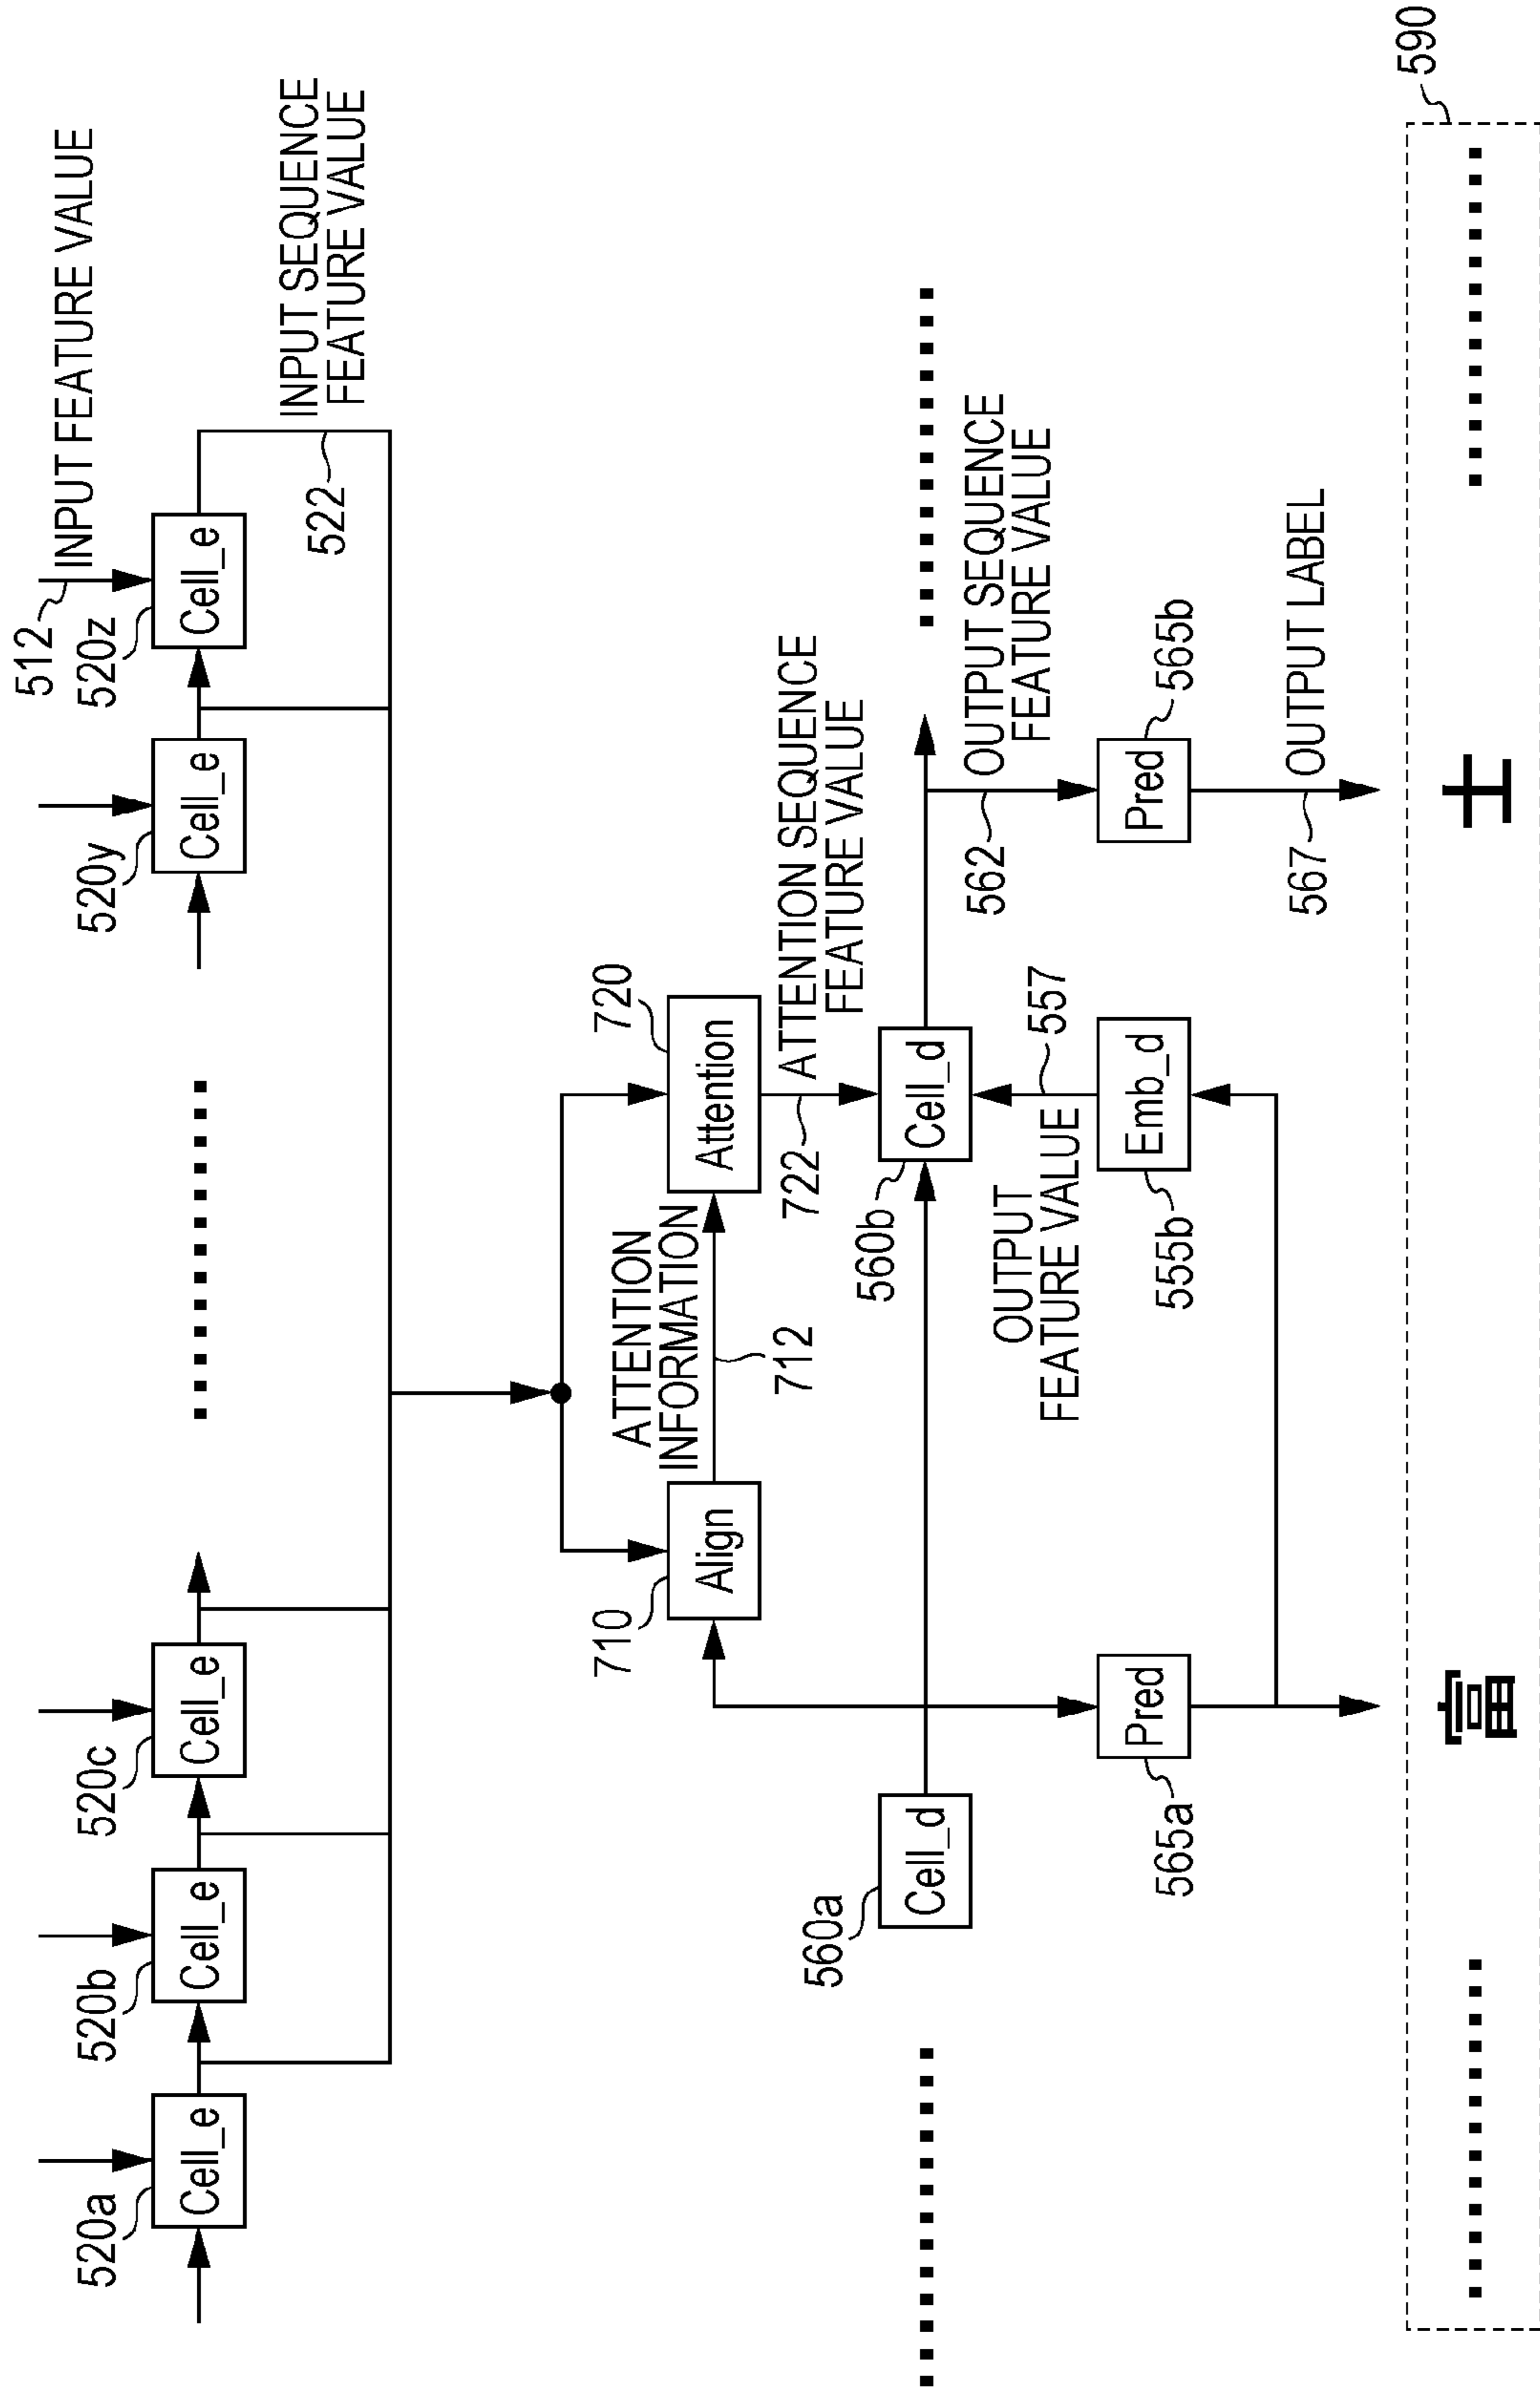 512
INPUT FEATURE VALUE
520a
520b
520c
520y
520z
Cell_e
Cell_e
Cell_e
Cell_e
Cell_e
INPUT SEQUENCE
FEATURE VALUE
522
710
ATTENTION
INFORMATION
720
Align
Attention
712
722
ATTENTION SEQUENCE
FEATURE VALUE
560a
560b
Cell_d
Cell_d
562
OUTPUT SEQUENCE
FEATURE VALUE
OUTPUT
FEATURE VALUE
557
Pred
Emb_d
Pred
565a
555b
565b
567
OUTPUT LABEL
590
富
士